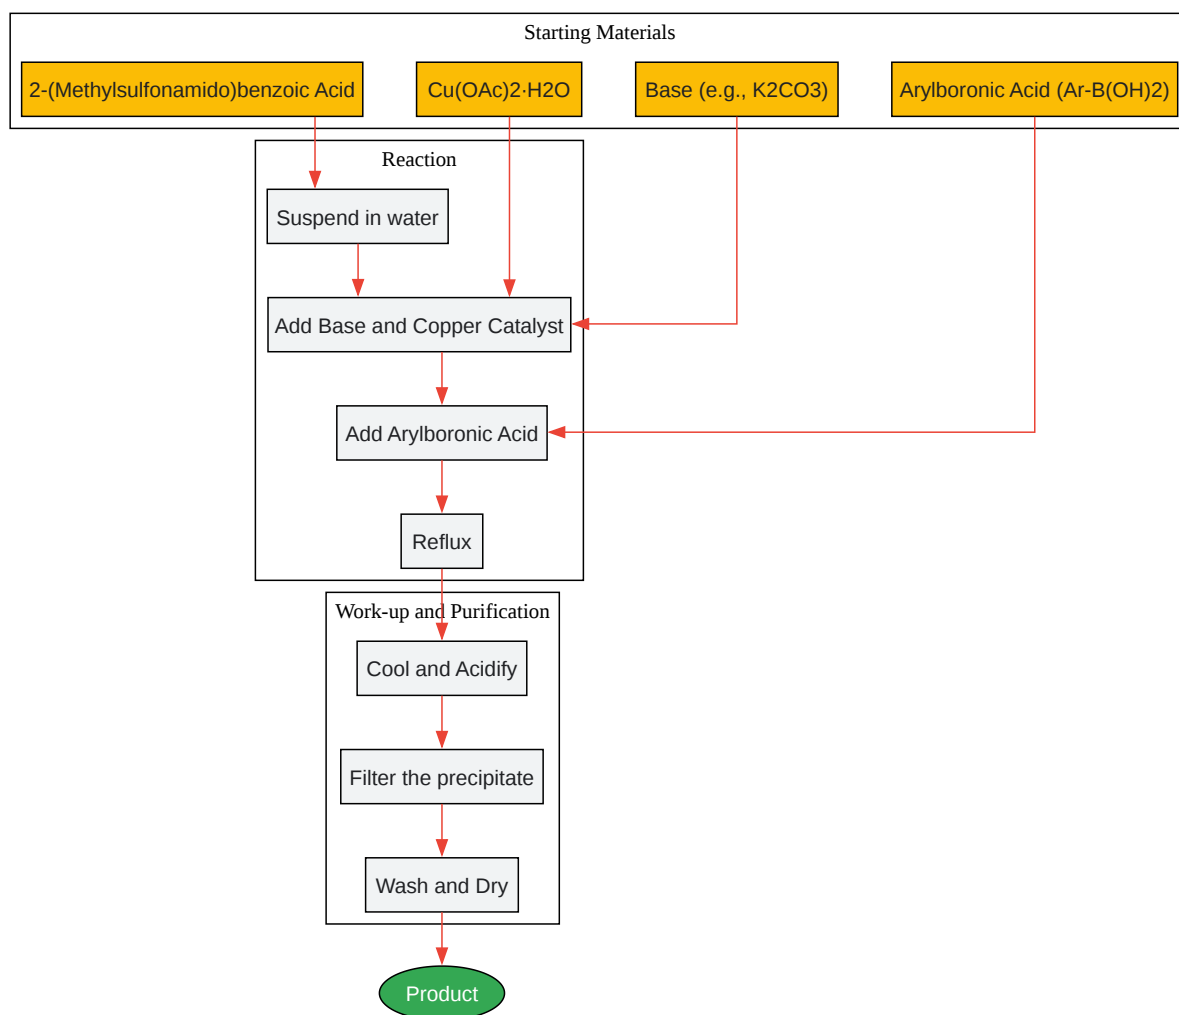 Starting Materials
2-(Methylsulfonamido)benzoic Acid
Cu(OAc)2·H2O
Base (e.g., K2CO3)
Arylboronic Acid (Ar-B(OH)2)
Reaction
Suspend in water
Add Base and Copper Catalyst
Add Arylboronic Acid
Reflux
Work-up and Purification
Cool and Acidify
Filter the precipitate
Wash and Dry
Product